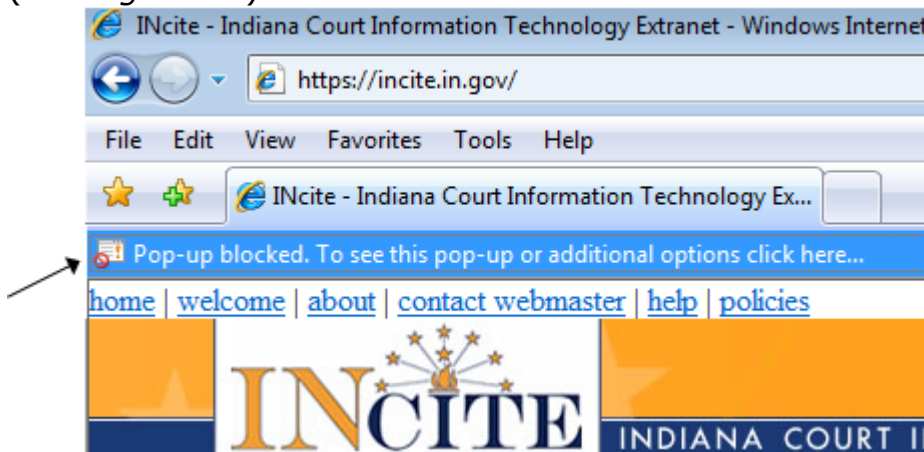 INcite - Indiana Court Information Technology Extranet - Windows Internet
https://incite.in.gov/
File Edit View Favorites Tools Help
INcite - Indiana Court Information Technology Ex...
Pop-up blocked. To see this pop-up or additional options click here...
home | welcome | about | contact webmaster | help | policies
INCITE
INDIANA COURT